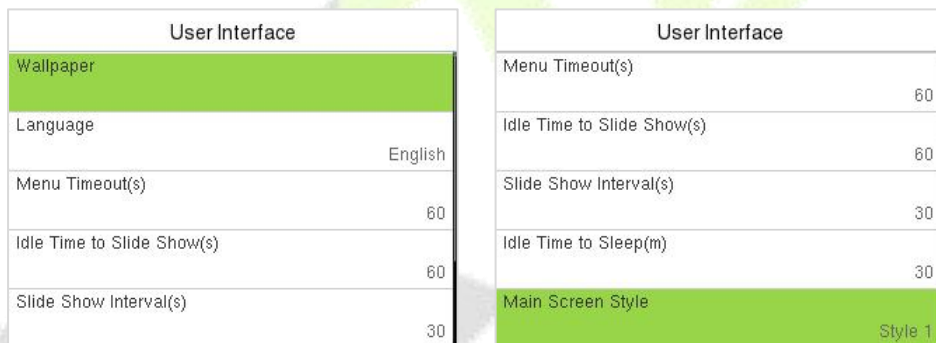 User Interface
Wallpaper
Language
English
Menu Timeout(s)
60
Idle Time to Slide Show(s)
60
Slide Show Interval(s)
30
User Interface
Menu Timeout(s)
60
Idle Time to Slide Show(s)
60
Slide Show Interval(s)
30
Idle Time to Sleep(m)
30
Main Screen Style
Style 1